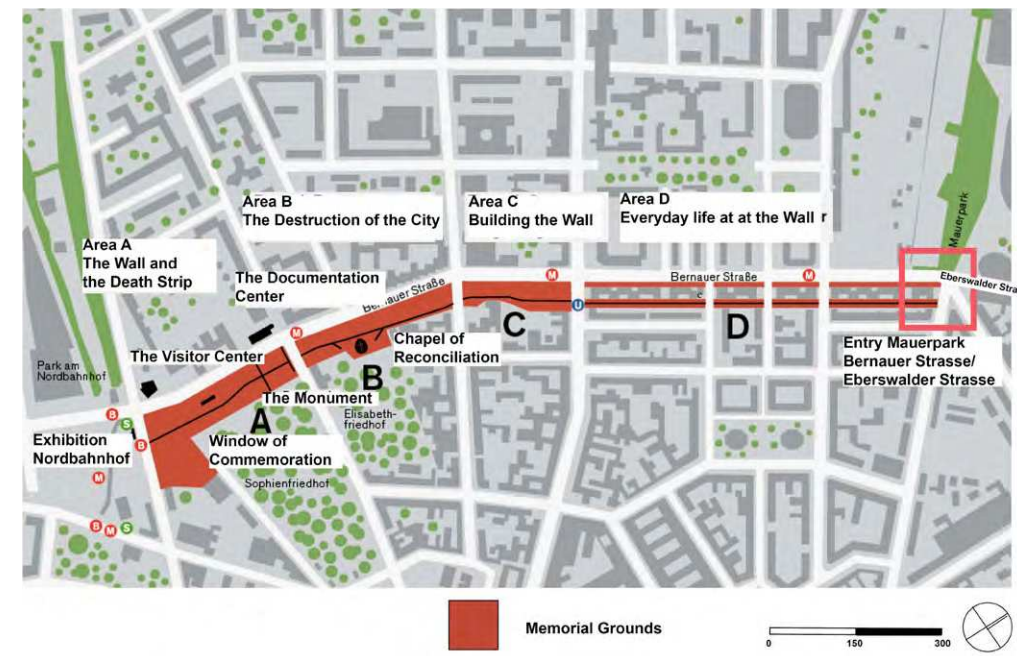 Area A
The Wall and
the Death Strip
Area B
The Destruction of the City
Area C
Building the Wall
Area D
Everyday life at at the Wall r
Mauerpark
The Documentation
Center
Bernauer Straße
Bernauer Straße
M
M
M
Eberswalder Stra
U
C
D
The Visitor Center
Chapel of
Reconciliation
Entry Mauerpark
Bernauer Strasse/
Eberswalder Strasse
Park am
Nordbahnhof
B
The Monument
A
Elisabeth-
friedhof
B
S
B
Exhibition
Nordbahnhof
Window of
Commemoration
M
Sophienfriedhof
B M S
Memorial Grounds
0 150 300